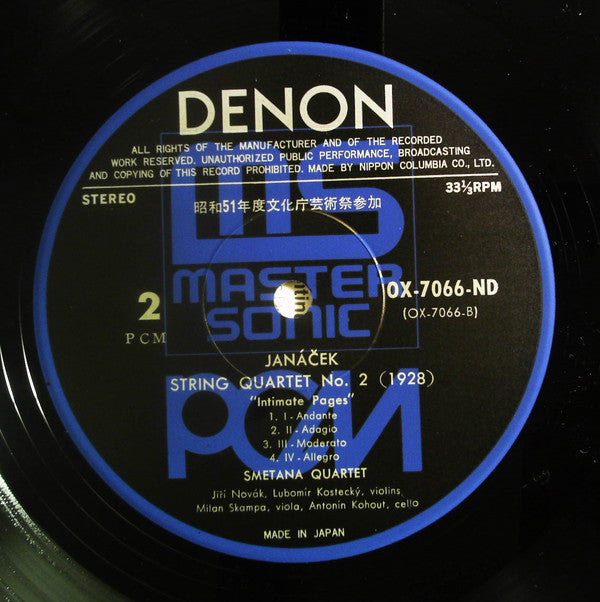 DENON
ALL RIGHTS OF THE MANUFACTURER AND OF THE RECORDED
WORK RESERVED. UNAUTHORIZED PUBLIC PERFORMANCE, BROADCASTING
AND COPYING OF THIS RECORD PROHIBITED. MADE BY NIPPON COLUMBIA CO., LTD.
STEREO 33⅓RPM
昭和51年度文化庁芸術祭参加
MS
MASTER
SONIC
2 OX-7066-ND
PCM (OX-7066-B)
JANÁČEK
STRING QUARTET No. 2 (1928)
"Intimate Pages"
1. I - Andante
2. II - Adagio
3. III - Moderato
4. IV - Allegro
PCM
SMETANA QUARTET
Jiří Novák, Lubomír Kostecký, violins
Milan Skampa, viola, Antonín Kohout, cello
MADE IN JAPAN